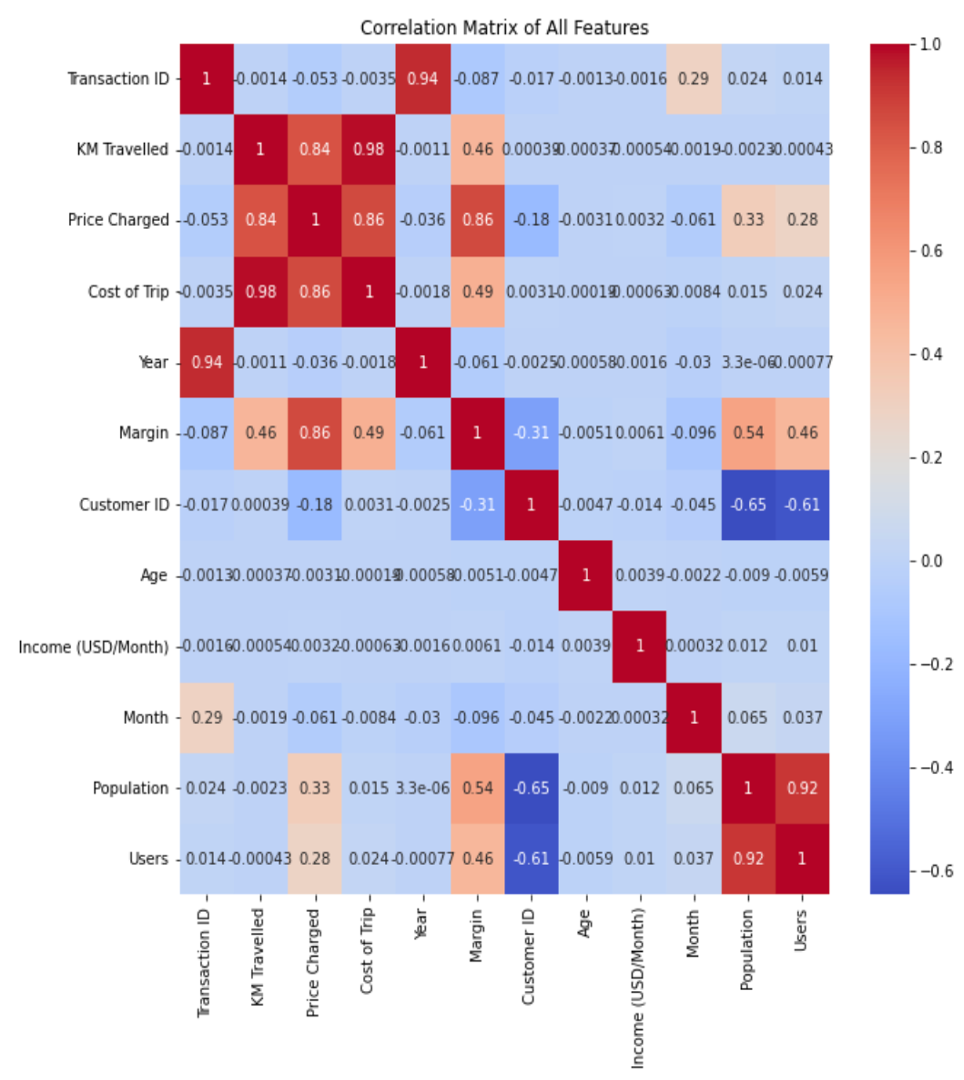 Correlation Matrix of All Features
Transaction ID 1 -0.0014 -0.053 -0.0035 0.94 -0.087 -0.017 -0.0013 -0.0016 0.29 0.024 0.014
KM Travelled -0.0014 1 0.84 0.98 -0.0011 0.46 0.00039 -0.00037 -0.00054 -0.0019 -0.0023 -0.00043
Price Charged -0.053 0.84 1 0.86 -0.036 0.86 -0.18 -0.0031 0.0032 -0.061 0.33 0.28
Cost of Trip -0.0035 0.98 0.86 1 -0.0018 0.49 0.0031 -0.00019 -0.00063 -0.0084 0.015 0.024
Year 0.94 -0.0011 -0.036 -0.0018 1 -0.061 -0.0025 -0.00058 -0.0016 -0.03 3.3e-06 -0.00077
Margin -0.087 0.46 0.86 0.49 -0.061 1 -0.31 -0.0051 0.0061 -0.096 0.54 0.46
Customer ID -0.017 0.00039 -0.18 0.0031 -0.0025 -0.31 1 -0.0047 -0.014 -0.045 -0.65 -0.61
Age -0.0013 -0.00037 -0.0031 -0.00019 -0.00058 -0.0051 -0.0047 1 0.0039 -0.0022 -0.009 -0.0059
Income (USD/Month) -0.0016 -0.00054 0.0032 -0.00063 -0.0016 0.0061 -0.014 0.0039 1 0.00032 0.012 0.01
Month 0.29 -0.0019 -0.061 -0.0084 -0.03 -0.096 -0.045 -0.0022 0.00032 1 0.065 0.037
Population 0.024 -0.0023 0.33 0.015 3.3e-06 0.54 -0.65 -0.009 0.012 0.065 1 0.92
Users 0.014 -0.00043 0.28 0.024 -0.00077 0.46 -0.61 -0.0059 0.01 0.037 0.92 1
Transaction ID
KM Travelled
Price Charged
Cost of Trip
Year
Margin
Customer ID
Age
Income (USD/Month)
Month
Population
Users
1.0
0.8
0.6
0.4
0.2
0.0
−0.2
−0.4
−0.6